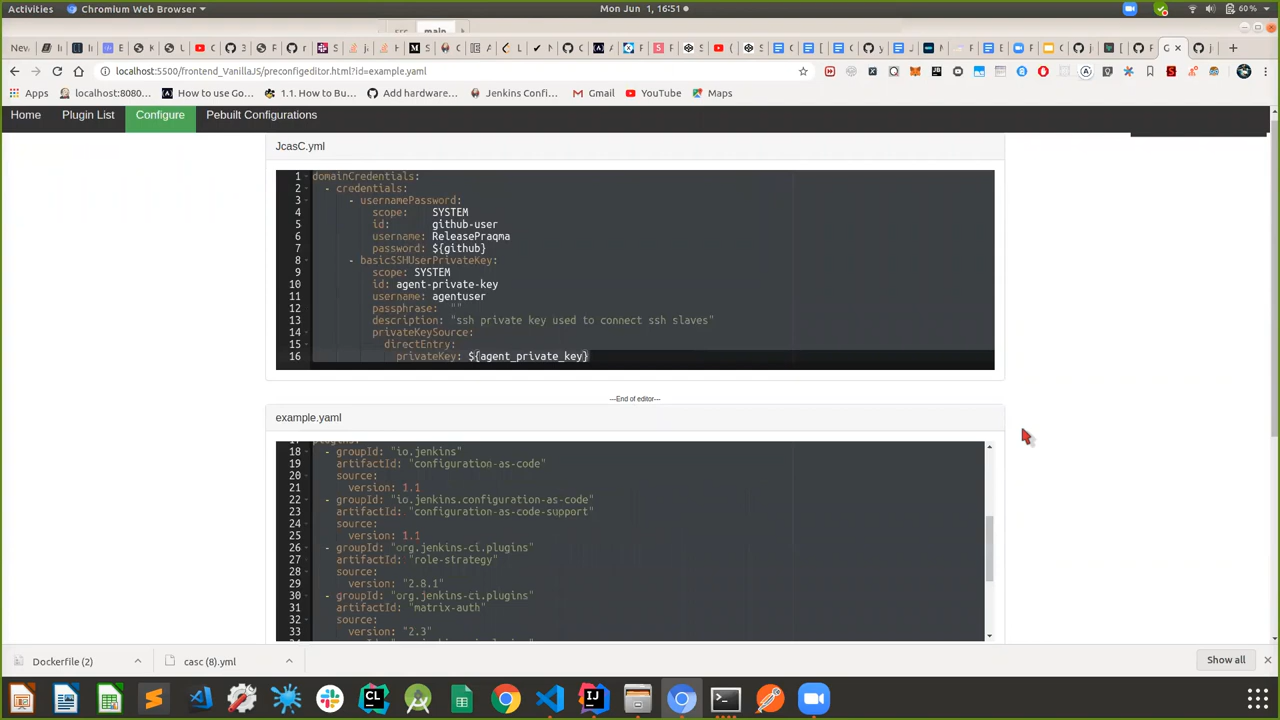 Activities
Chromium Web Browser
Mon Jun 1, 16:51
60 %
main
localhost:5500/frontend_VanillaJS/preconfigeditor.html?id=example.yaml
Apps
localhost:8080...
How to use Go...
1.1. How to Bu...
Add hardware...
Jenkins Confi...
Gmail
YouTube
Maps
Home
Plugin List
Configure
Pebuilt Configurations
JcasC.yml
1 domainCredentials:
2 - credentials:
3 - usernamePassword:
4 scope: SYSTEM
5 id: github-user
6 username: ReleasePraqma
7 password: ${github}
8 - basicSSHUserPrivateKey:
9 scope: SYSTEM
10 id: agent-private-key
11 username: agentuser
12 passphrase: ""
13 description: "ssh private key used to connect ssh slaves"
14 privateKeySource:
15 directEntry:
16 privateKey: ${agent_private_key}
---End of editor---
example.yaml
18 - groupId: "io.jenkins"
19 artifactId: "configuration-as-code"
20 source:
21 version: 1.1
22 - groupId: "io.jenkins.configuration-as-code"
23 artifactId: "configuration-as-code-support"
24 source:
25 version: 1.1
26 - groupId: "org.jenkins-ci.plugins"
27 artifactId: "role-strategy"
28 source:
29 version: "2.8.1"
30 - groupId: "org.jenkins-ci.plugins"
31 artifactId: "matrix-auth"
32 source:
33 version: "2.3"
Dockerfile (2)
casc (8).yml
Show all